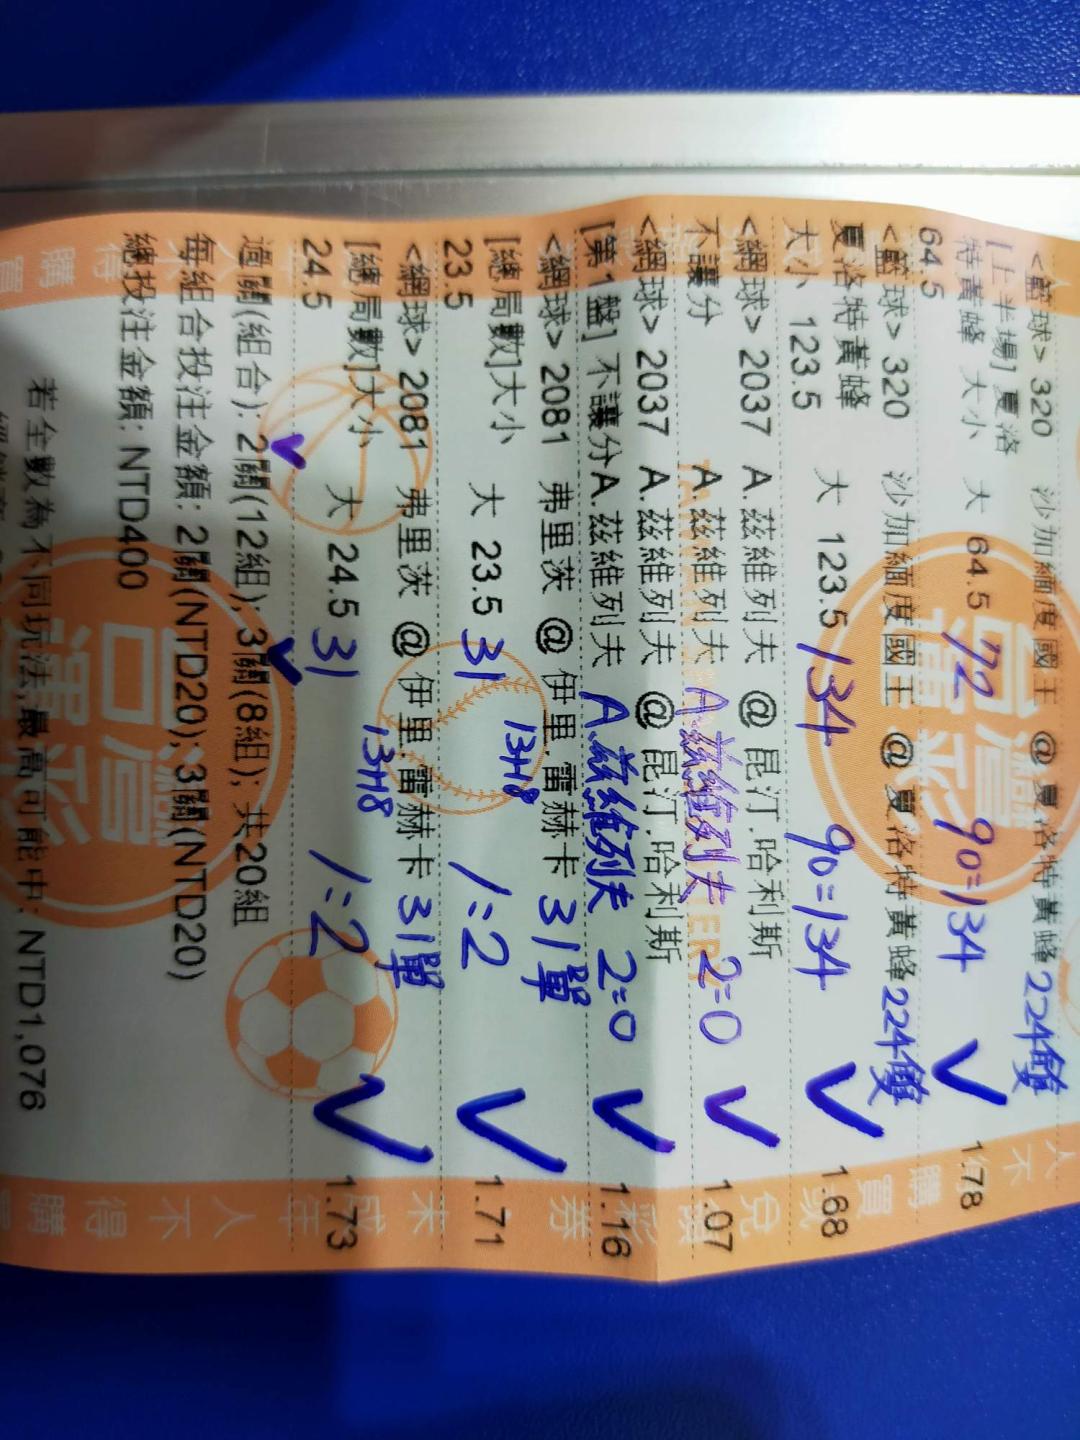 <籃球> 320 沙加緬度國王 @ 夏洛特黃蜂 224雙
[上半場] 夏洛
特黃蜂 大小 大 64.5 72 90=134 1.78
64.5
<籃球> 320 沙加緬度國王 @ 夏洛特黃蜂 224雙
夏洛特黃蜂
大小 123.5 大 123.5 134 90=134 1.68
<網球> 2037 A.茲維列夫 @ 昆汀.哈利斯
不讓分 A.茲維列夫 A.茲維列夫 2=0 1.07
<網球> 2037 A.茲維列夫 @ 昆汀.哈利斯
[第1盤] 不讓分 A.茲維列夫 A.茲維列夫 2=0 1.16
<網球> 2081 弗里茨 @ 伊里.雷赫卡 31單
[總局數]大小 大 23.5 31 13+18 1:2 1.71
23.5
<網球> 2081 弗里茨 @ 伊里.雷赫卡 31單
[總局數]大小 大 24.5 31 13+18 1:2 1.73
24.5
過關(組合): 2關(12組); 3關(8組); 共20組
每組合投注金額: 2關(NTD20); 3關(NTD20)
總投注金額: NTD400
若全數為不同玩法,最高可能中: NTD1,076